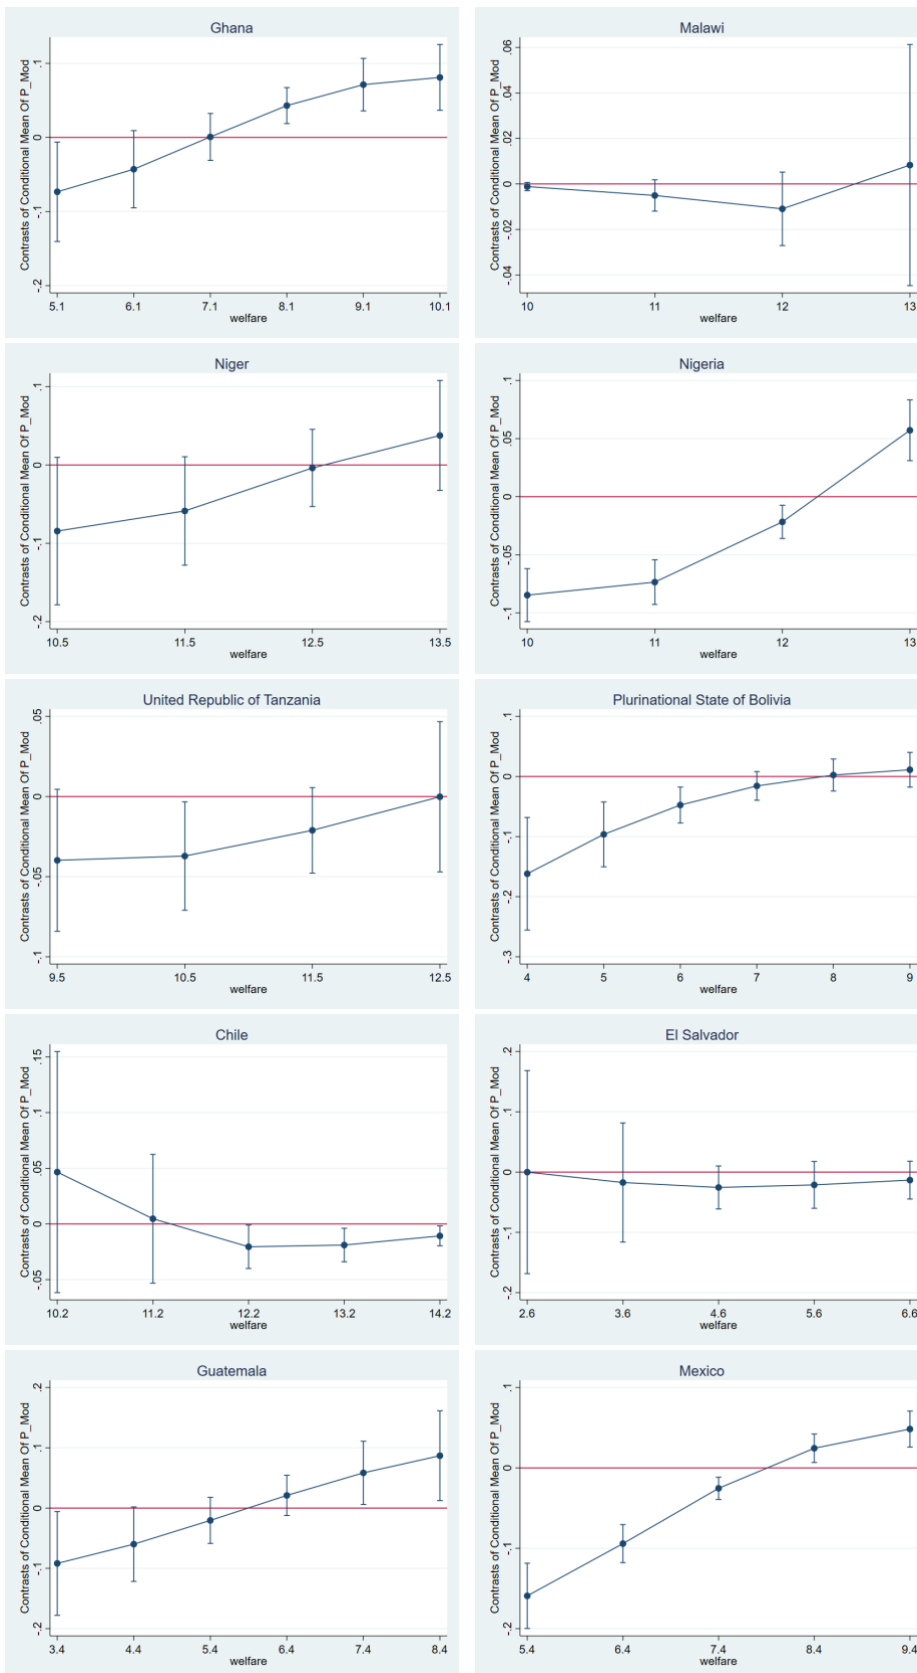 Ghana
Contrasts of Conditional Mean Of P_Mod
.1
0
-.1
-.2
5.1 6.1 7.1 8.1 9.1 10.1
welfare
Malawi
Contrasts of Conditional Mean Of P_Mod
.06
.04
.02
0
-.02
-.04
10 11 12 13
welfare
Niger
Contrasts of Conditional Mean Of P_Mod
.1
0
-.1
-.2
10.5 11.5 12.5 13.5
welfare
Nigeria
Contrasts of Conditional Mean Of P_Mod
.1
.05
0
-.05
-.1
10 11 12 13
welfare
United Republic of Tanzania
Contrasts of Conditional Mean Of P_Mod
.05
0
-.05
-.1
9.5 10.5 11.5 12.5
welfare
Plurinational State of Bolivia
Contrasts of Conditional Mean Of P_Mod
.1
0
-.1
-.2
-.3
4 5 6 7 8 9
welfare
Chile
Contrasts of Conditional Mean Of P_Mod
.15
.1
.05
0
-.05
10.2 11.2 12.2 13.2 14.2
welfare
El Salvador
Contrasts of Conditional Mean Of P_Mod
.2
.1
0
-.1
-.2
2.6 3.6 4.6 5.6 6.6
welfare
Guatemala
Contrasts of Conditional Mean Of P_Mod
.2
.1
0
-.1
-.2
3.4 4.4 5.4 6.4 7.4 8.4
welfare
Mexico
Contrasts of Conditional Mean Of P_Mod
.1
0
-.1
-.2
5.4 6.4 7.4 8.4 9.4
welfare